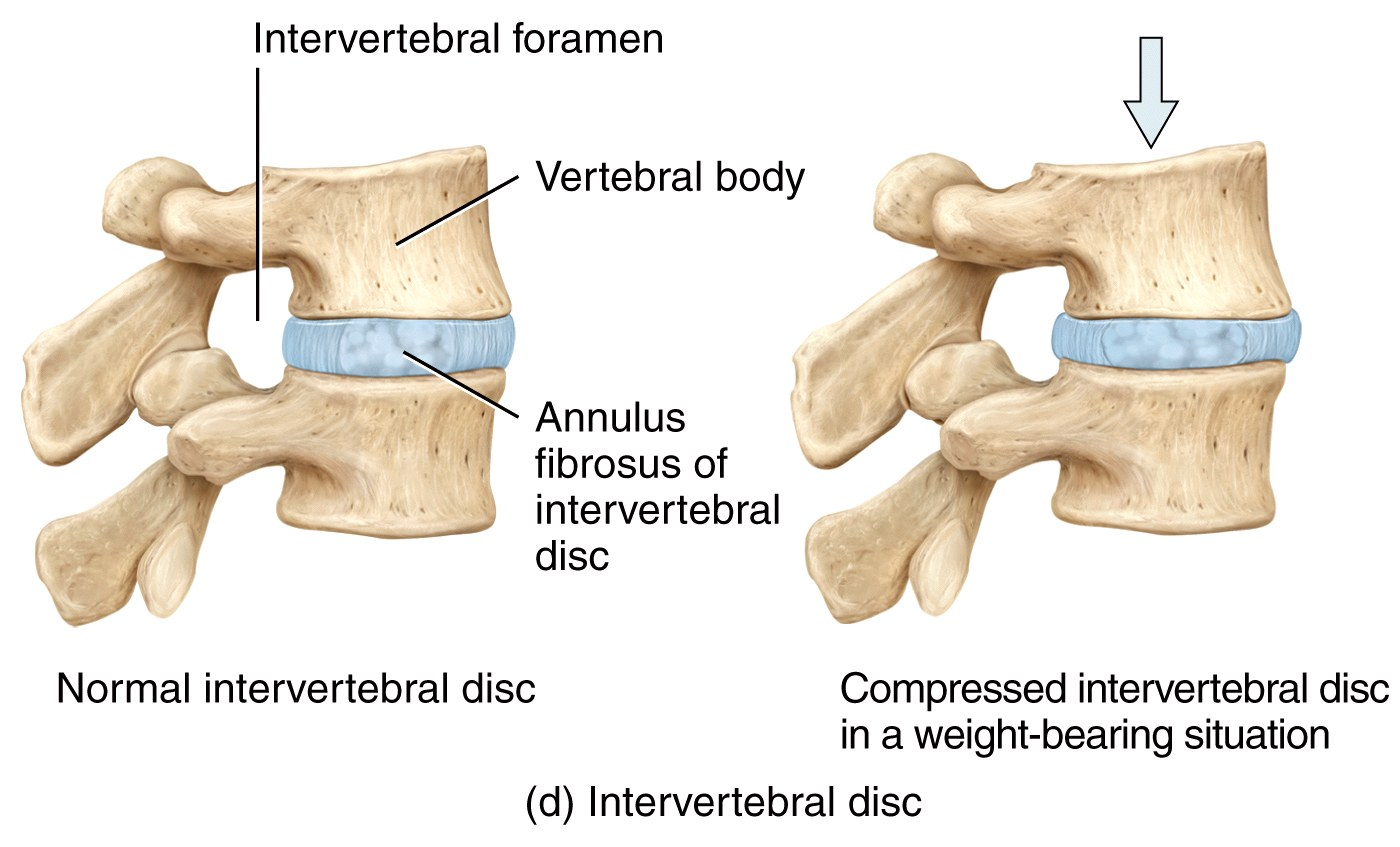 Intervertebral foramen
Vertebral body
Annulus
fibrosus of
intervertebral
disc
Normal intervertebral disc
Compressed intervertebral disc
in a weight-bearing situation
(d) Intervertebral disc